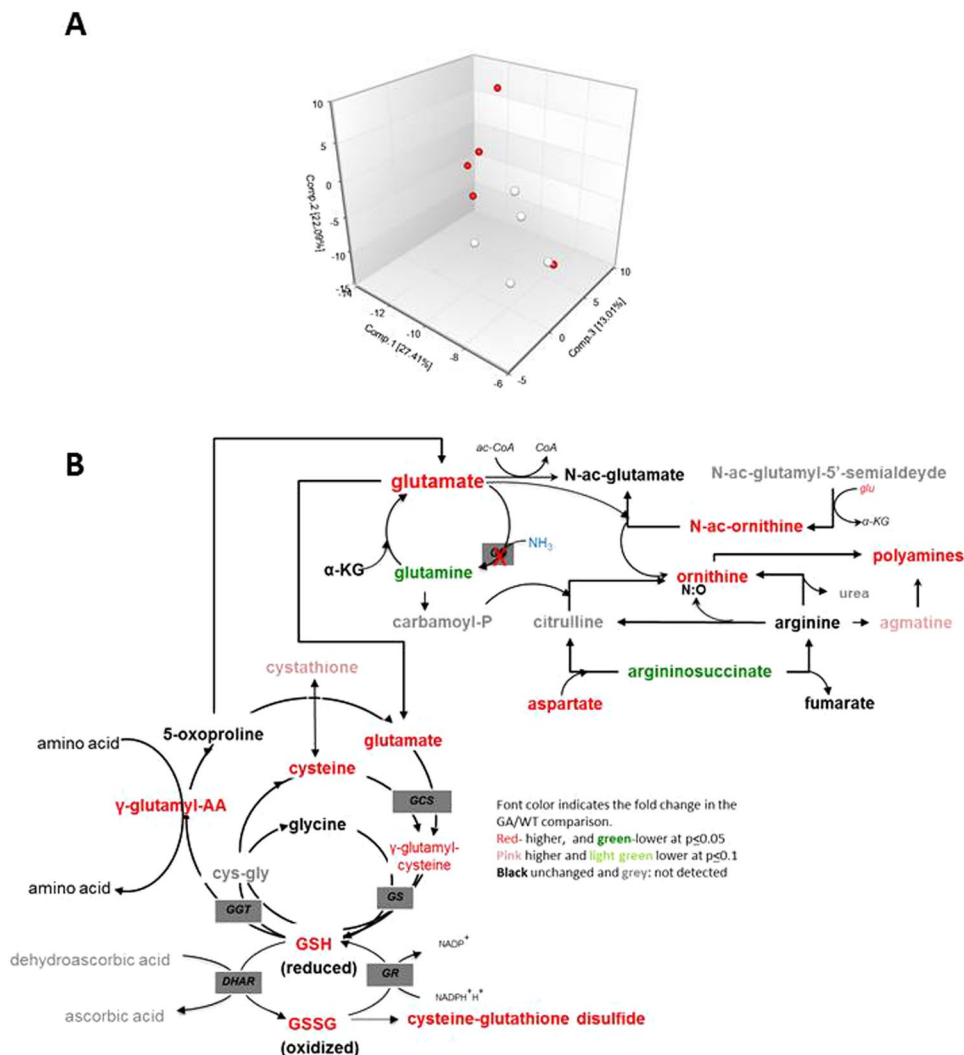 A
10
5
0
-5
-10
-15
Comp.2 [22.09%]
-14
-12
-10
-8
-6
Comp.1 [27.41%]
-5
0
5
10
Comp.3 [13.01%]
B
ac-CoA CoA
glutamate
N-ac-glutamate
N-ac-glutamyl-5'-semialdeyde
glu
α-KG
N-ac-ornithine
NH3
α-KG
glutamine
polyamines
ornithine
N:O
urea
carbamoyl-P
citrulline
arginine
agmatine
argininosuccinate
aspartate
fumarate
cystathione
5-oxoproline
amino acid
glutamate
cysteine
γ-glutamyl-AA
GCS
glycine
γ-glutamyl-
cysteine
cys-gly
amino acid
GGT
GS
GSH
(reduced)
NADP+
dehydroascorbic acid
DHAR
GR
NADPH+H+
ascorbic acid
GSSG
(oxidized)
cysteine-glutathione disulfide
Font color indicates the fold change in the
GA/WT comparison.
Red- higher, and green-lower at p≤0.05
Pink higher and light green lower at p≤0.1
Black unchanged and grey: not detected